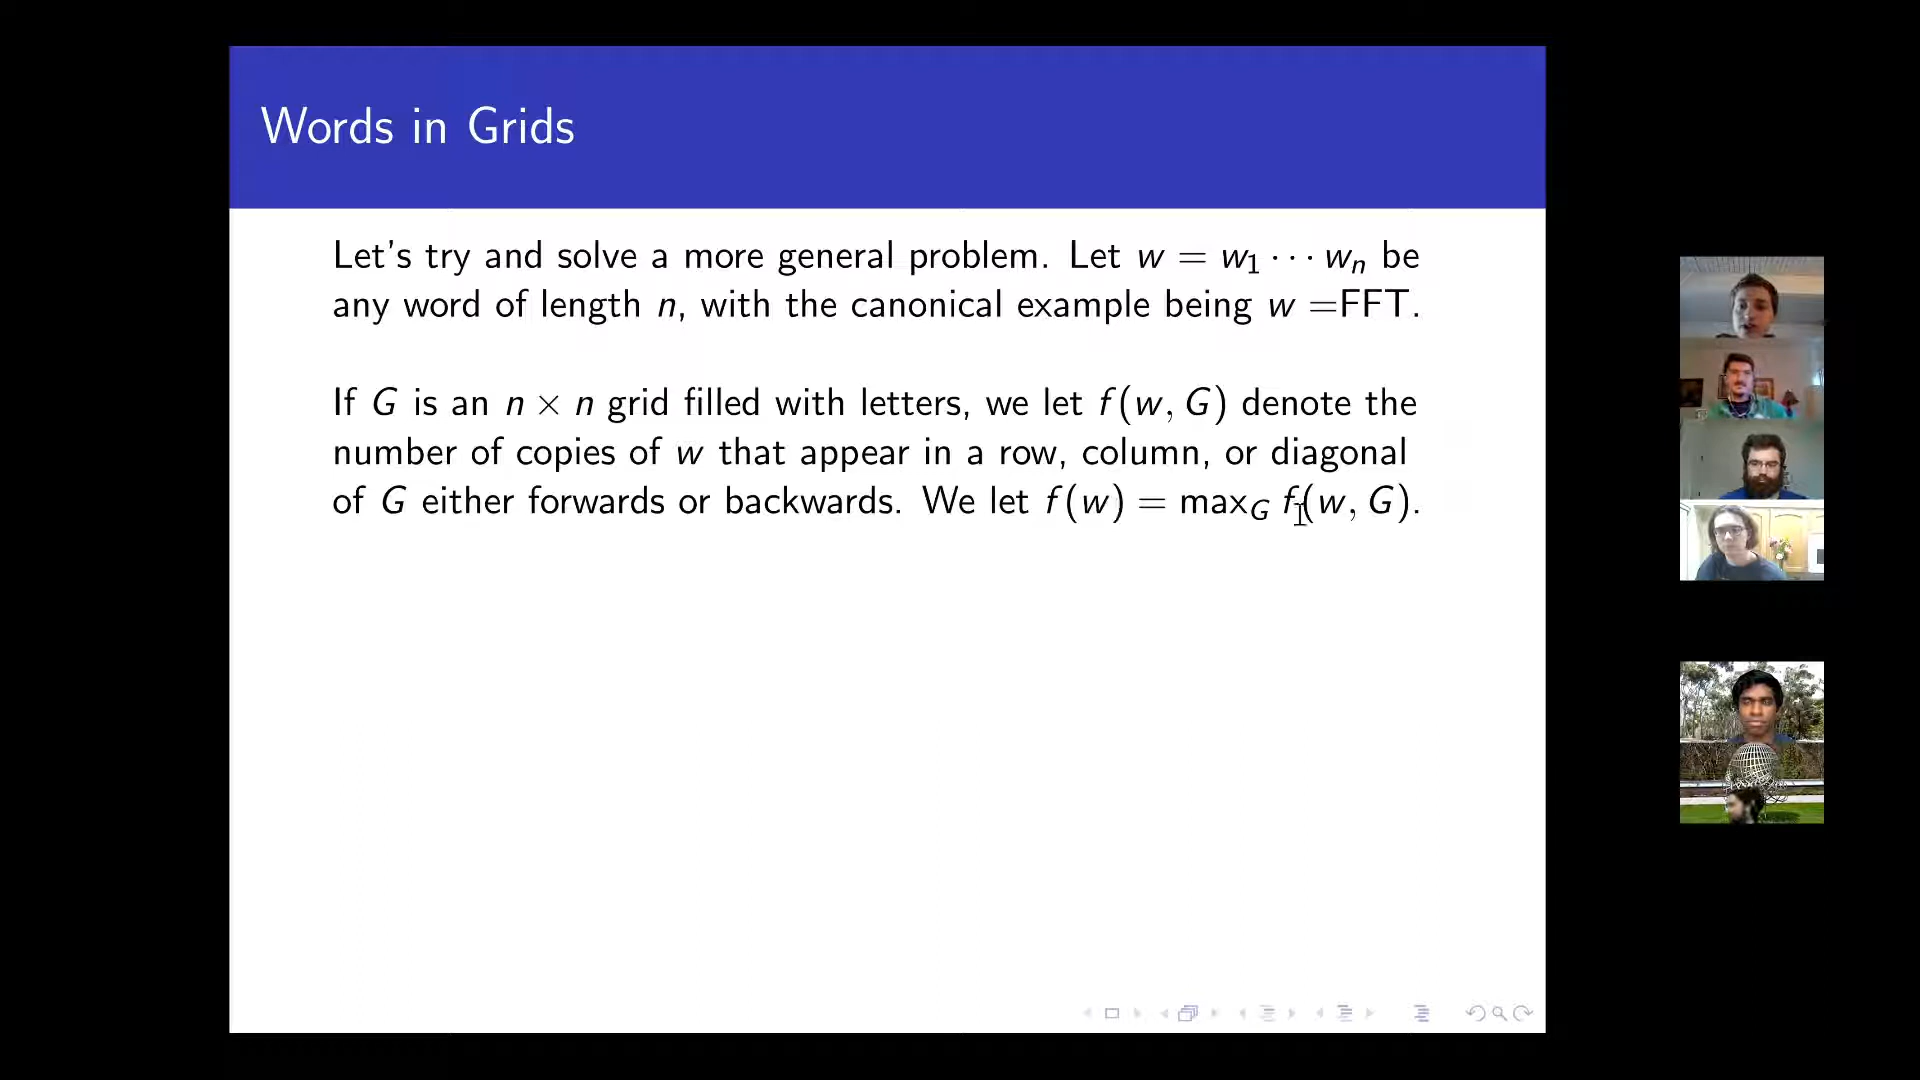 Words in Grids
Let's try and solve a more general problem. Let w = w₁ ⋯ wₙ be
any word of length n, with the canonical example being w =FFT.
If G is an n × n grid filled with letters, we let f(w, G) denote the
number of copies of w that appear in a row, column, or diagonal
of G either forwards or backwards. We let f(w) = max_G f(w, G).